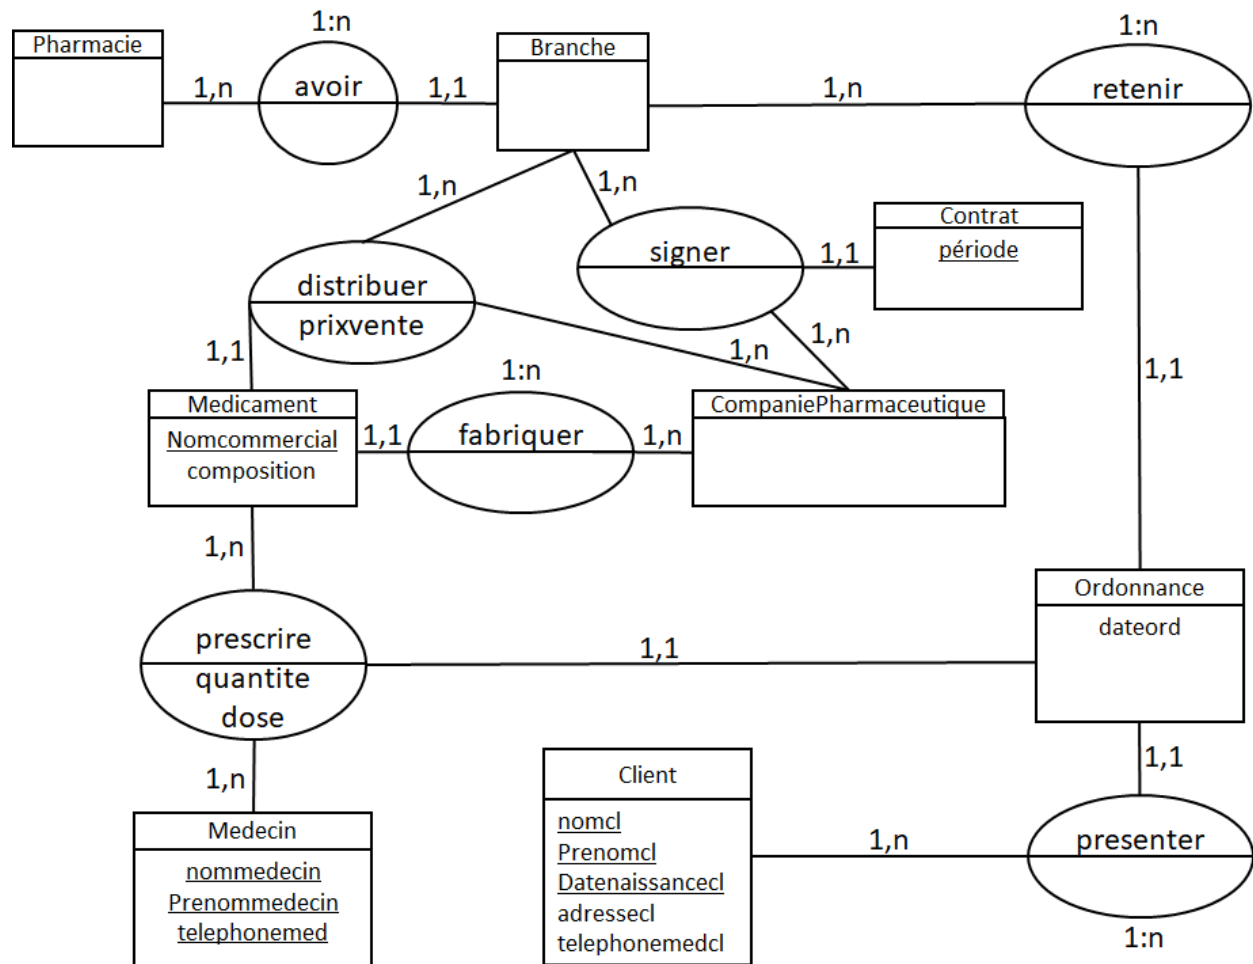 1:n
1:n
Pharmacie
Branche
avoir
retenir
1,n
1,1
1,n
1,n
1,n
Contrat
signer
1,1
période
distribuer
prixvente
1,n
1,n
1,1
1,1
1:n
Medicament
CompaniePharmaceutique
Nomcommercial
1,1
fabriquer
1,n
composition
1,n
Ordonnance
prescrire
1,1
dateord
quantite
dose
1,n
1,1
Client
Medecin
nomcl
nommedecin
Prenomcl
1,n
presenter
Prenommedecin
Datenaissancecl
telephonemed
adressecl
telephonemedcl
1:n